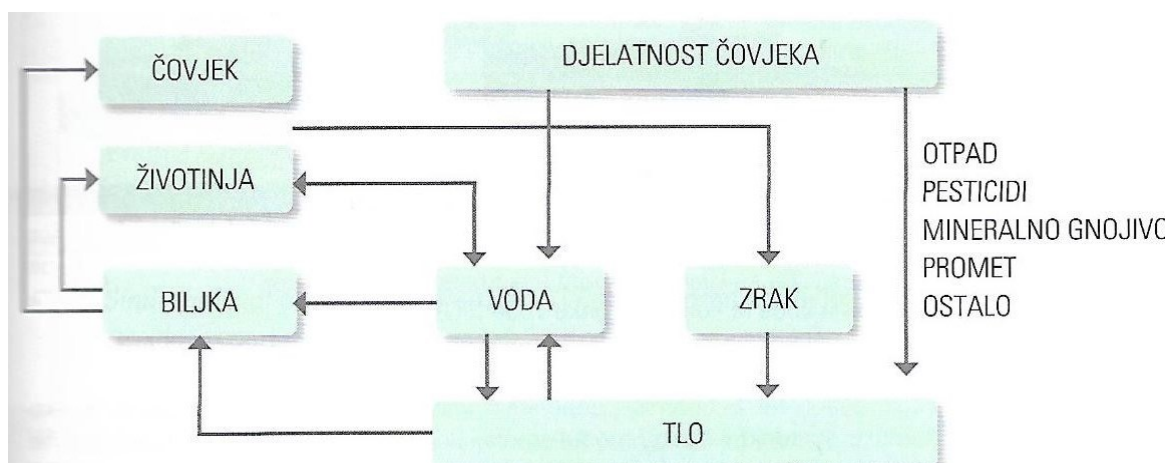 ČOVJEK
DJELATNOST ČOVJEKA
ŽIVOTINJA
OTPAD
PESTICIDI
MINERALNO GNOJIVO
PROMET
OSTALO
BILJKA
VODA
ZRAK
TLO